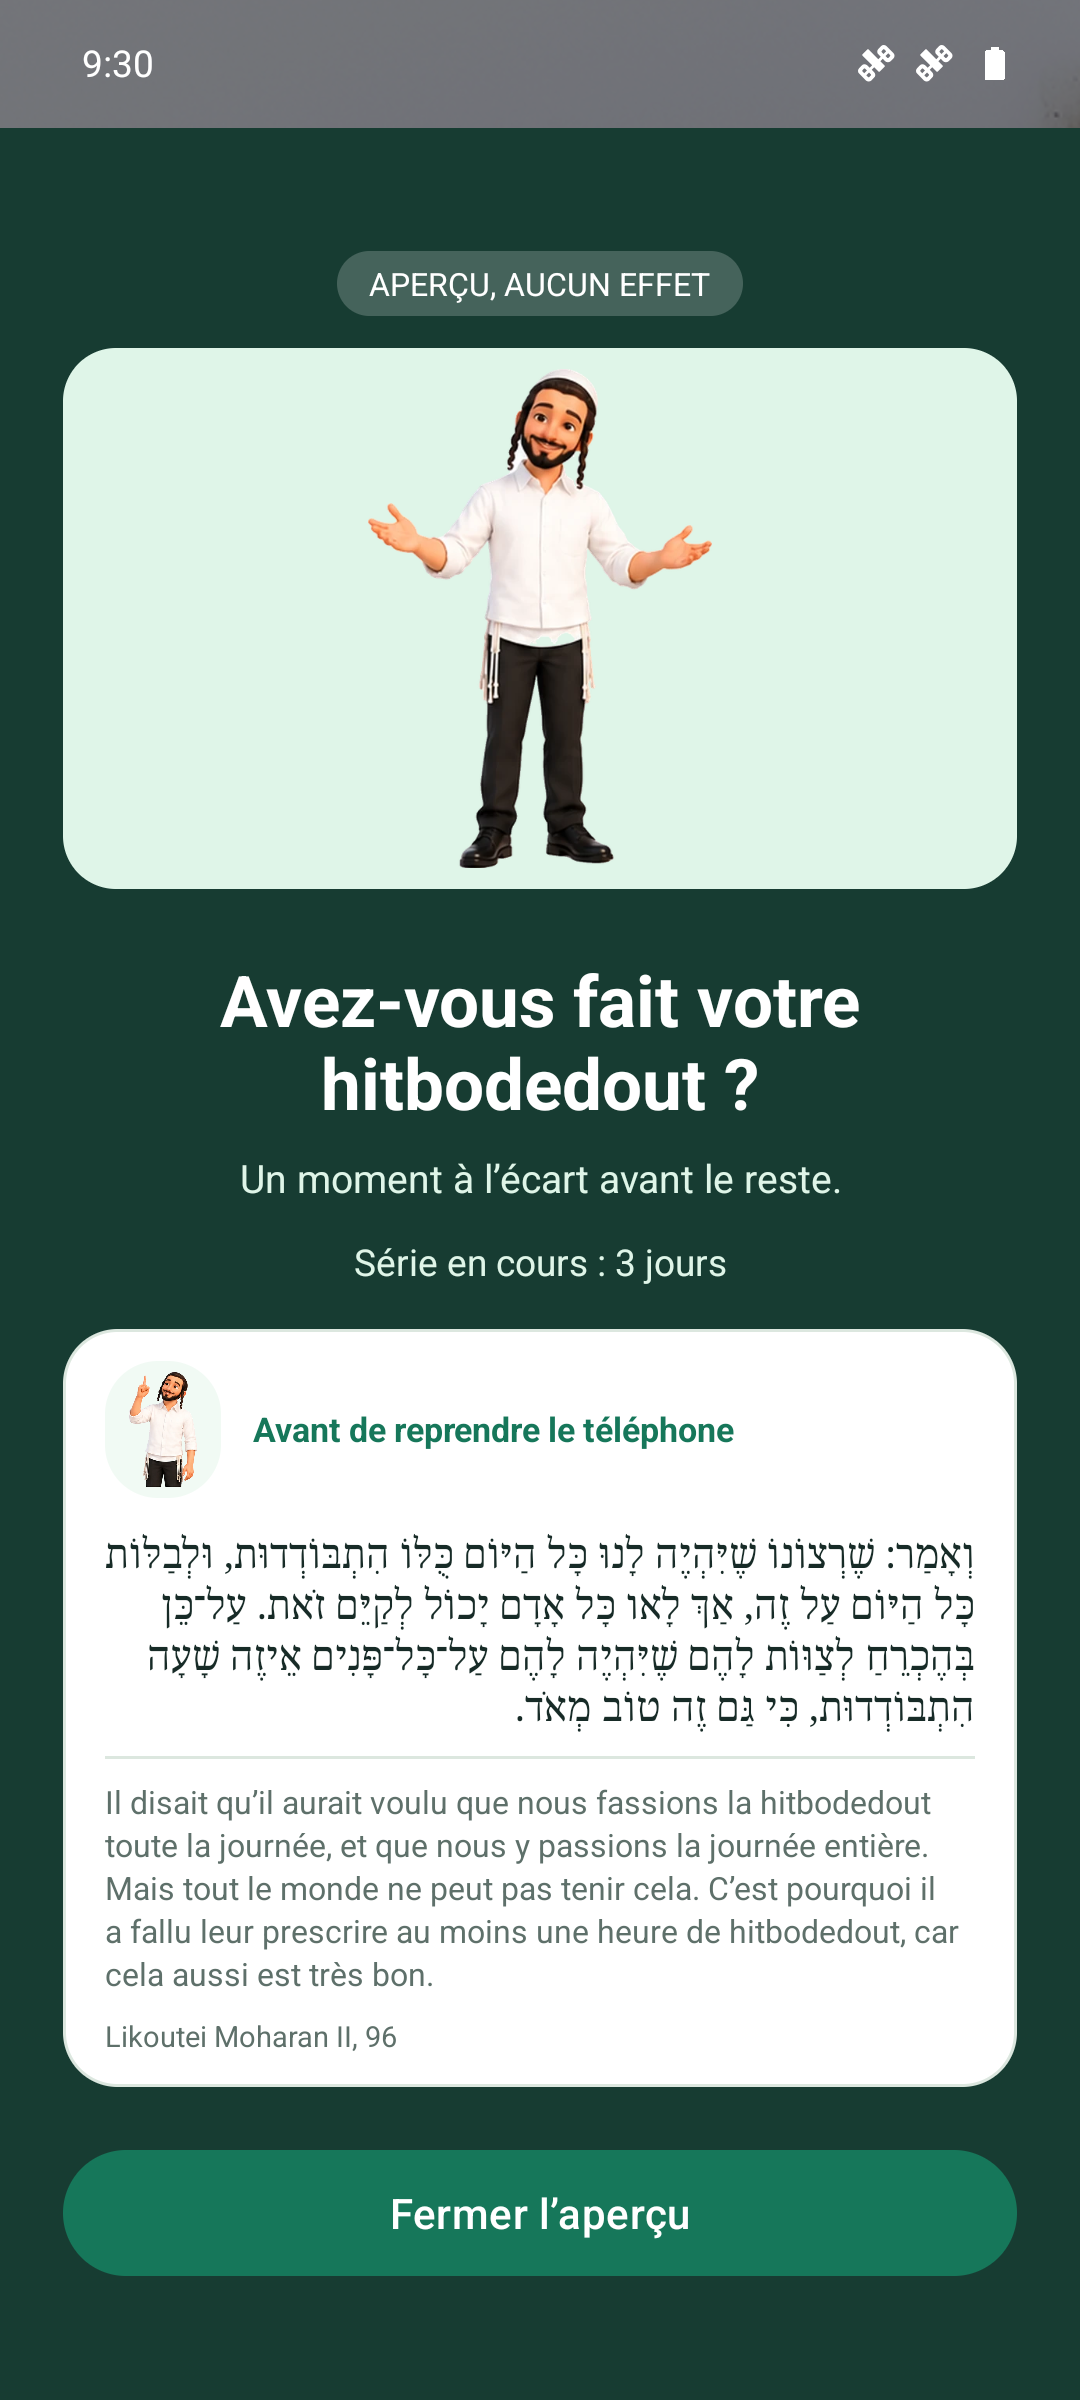 9:30
APERÇU, AUCUN EFFET
Avez-vous fait votre
hitbodedout ?
Un moment à l’écart avant le reste.
Série en cours : 3 jours
Avant de reprendre le téléphone
וְאָמַר: שֶׁרְצוֹנוֹ שֶׁיִּהְיֶה לָנוּ כָּל הַיּוֹם כֻּלּוֹ הִתְבּוֹדְדוּת, וּלְבַלּוֹת
כָּל הַיּוֹם עַל זֶה, אַךְ לָאו כָּל אָדָם יָכוֹל לְקַיֵּם זֹאת. עַל־כֵּן
בְּהֶכְרֵחַ לְצַוּוֹת לָהֶם שֶׁיִּהְיֶה לָהֶם עַל־כָּל־פָּנִים אֵיזֶה שָׁעָה
הִתְבּוֹדְדוּת, כִּי גַּם זֶה טוֹב מְאֹד.
Il disait qu’il aurait voulu que nous fassions la hitbodedout
toute la journée, et que nous y passions la journée entière.
Mais tout le monde ne peut pas tenir cela. C’est pourquoi il
a fallu leur prescrire au moins une heure de hitbodedout, car
cela aussi est très bon.
Likoutei Moharan II, 96
Fermer l’aperçu